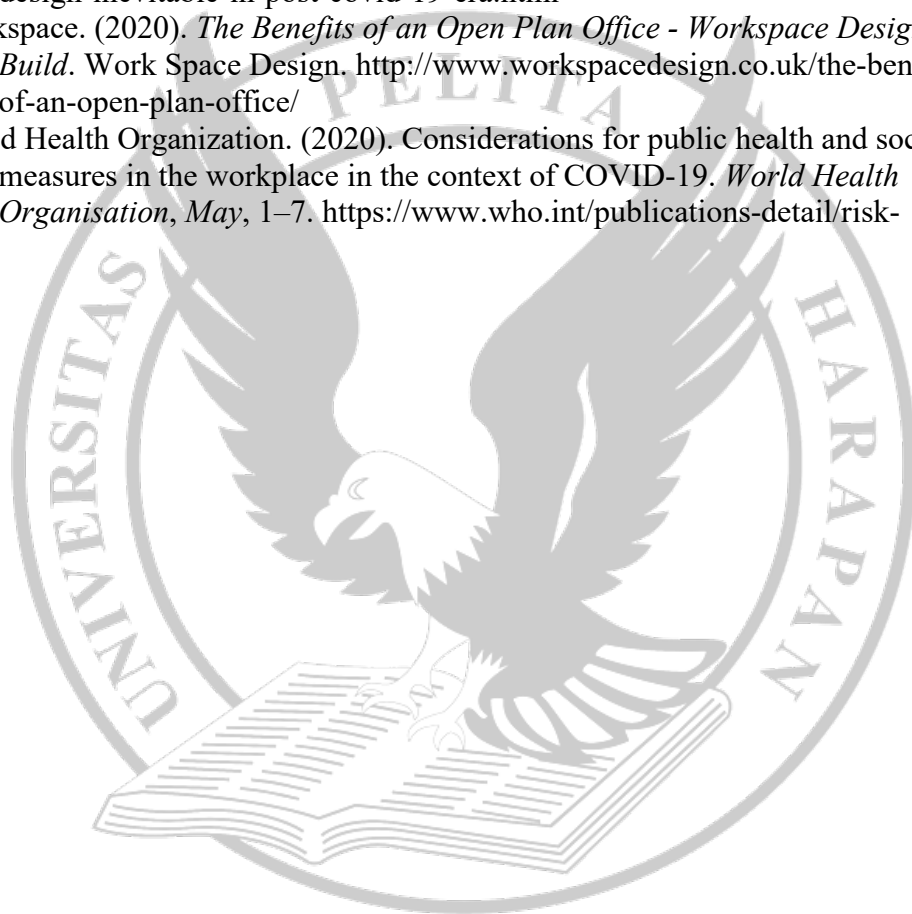 design-inevitable-in-post-covid-19-era.html
kspace. (2020). The Benefits of an Open Plan Office - Workspace Desig
Build. Work Space Design. http://www.workspacedesign.co.uk/the-ben
of-an-open-plan-office/
d Health Organization. (2020). Considerations for public health and soc
measures in the workplace in the context of COVID-19. World Health
Organisation, May, 1–7. https://www.who.int/publications-detail/risk-
UNIVERSITAS
PELITA
HARAPAN